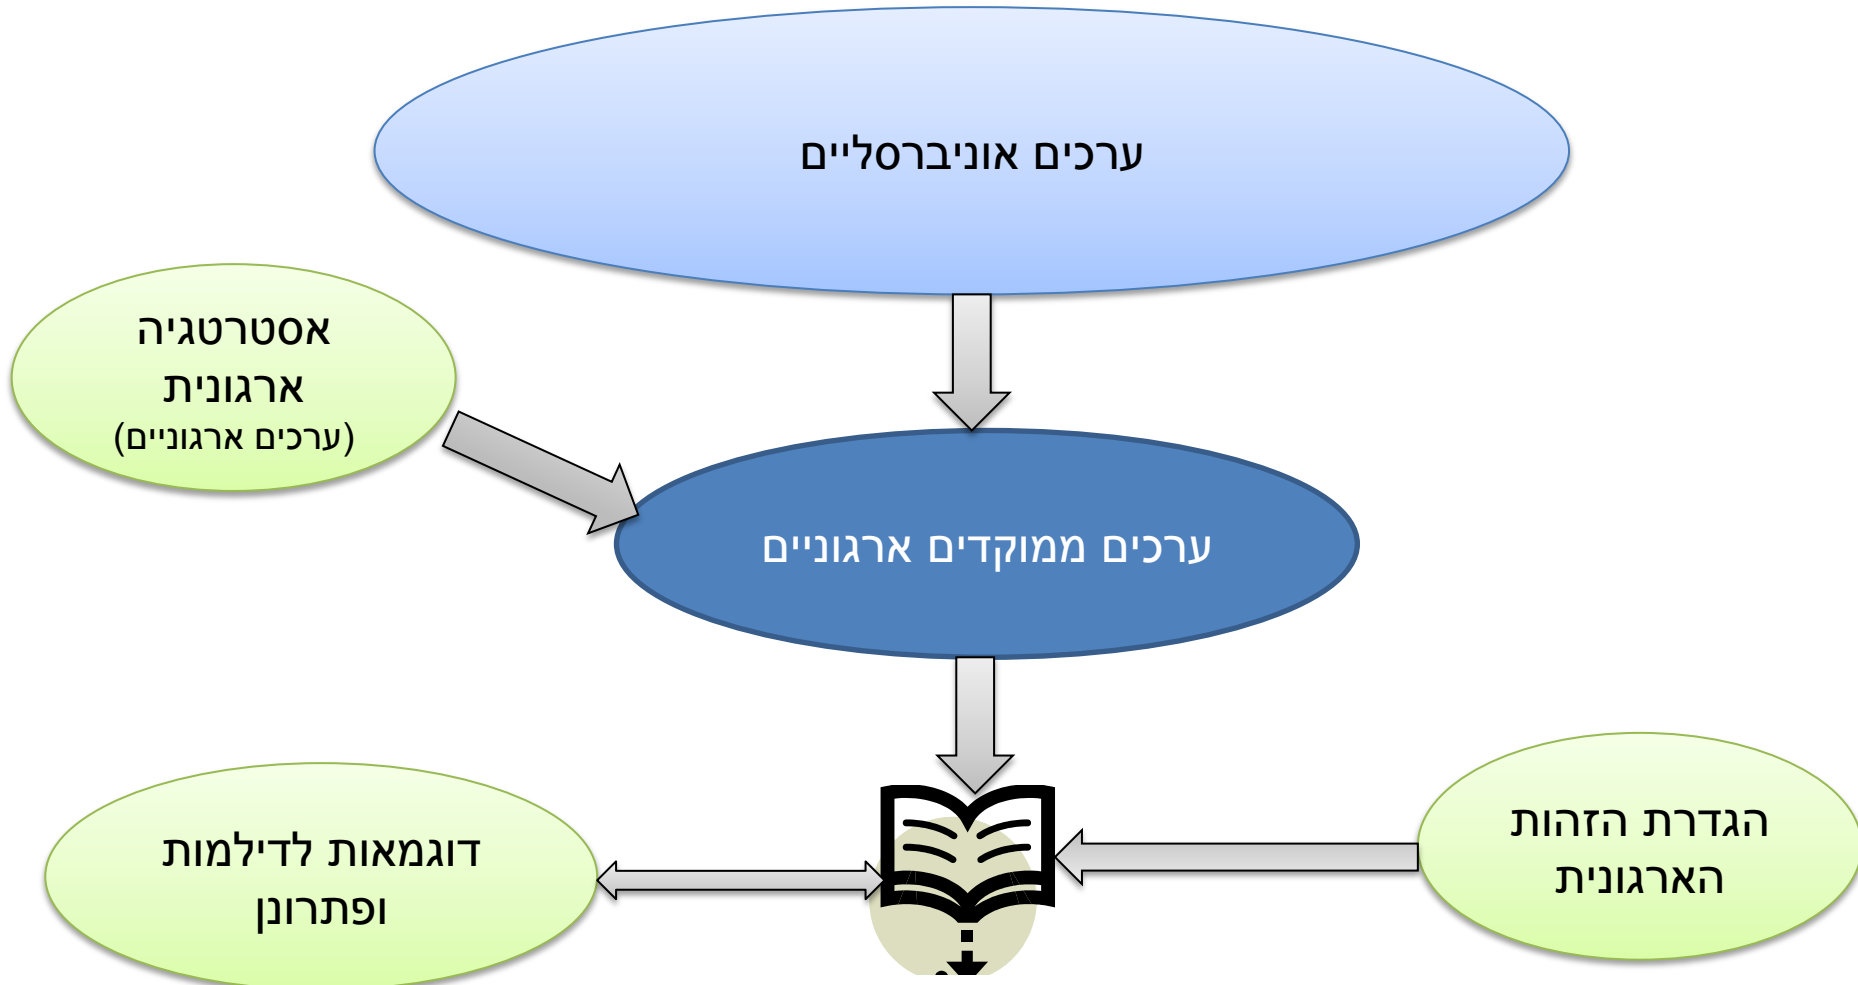 ערכים אוניברסליים
אסטרטגיה
ארגונית
(ערכים ארגוניים)
ערכים ממוקדים ארגוניים
הגדרת הזהות
הארגונית
דוגמאות לדילמות
ופתרונן